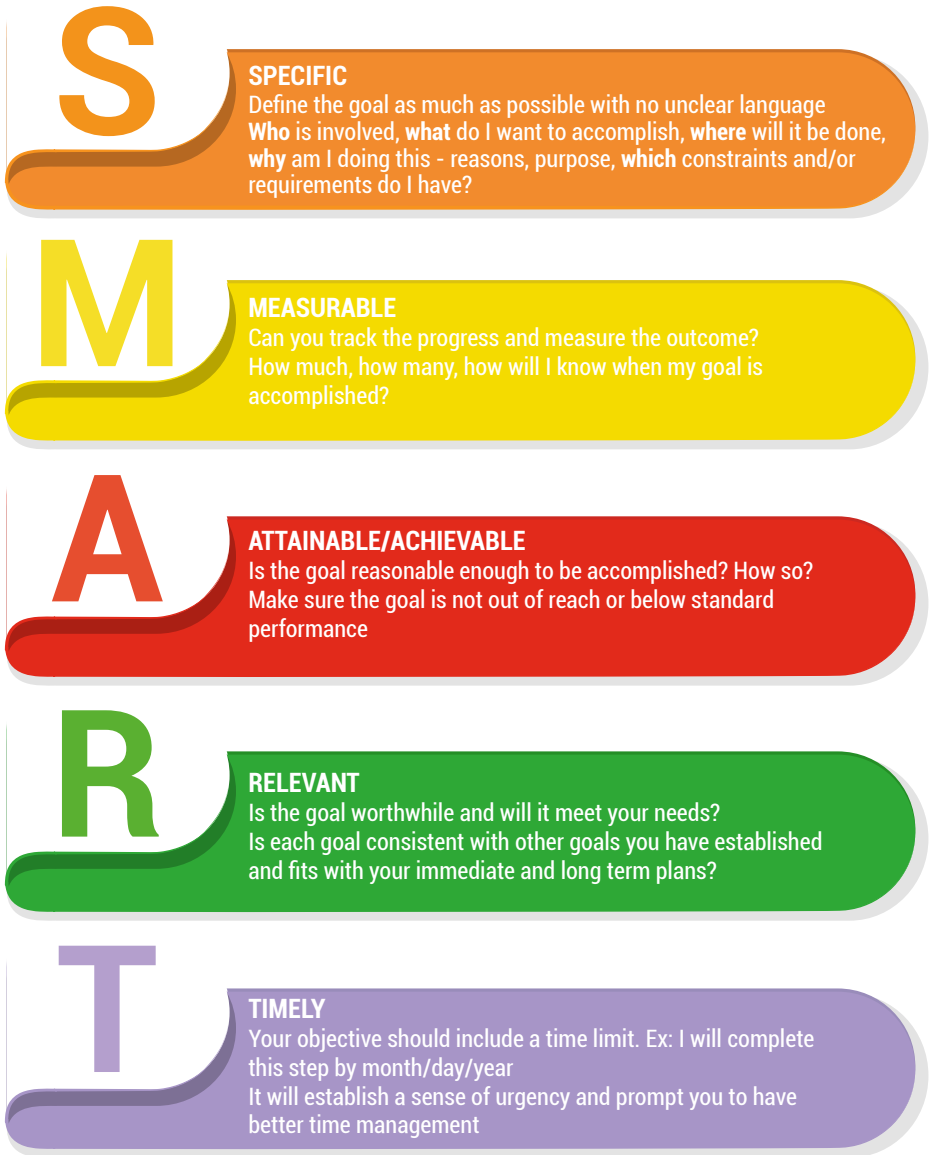 S
SPECIFIC
Define the goal as much as possible with no unclear language
Who is involved, what do I want to accomplish, where will it be done,
why am I doing this - reasons, purpose, which constraints and/or
requirements do I have?
M
MEASURABLE
Can you track the progress and measure the outcome?
How much, how many, how will I know when my goal is
accomplished?
A
ATTAINABLE/ACHIEVABLE
Is the goal reasonable enough to be accomplished? How so?
Make sure the goal is not out of reach or below standard
performance
R
RELEVANT
Is the goal worthwhile and will it meet your needs?
Is each goal consistent with other goals you have established
and fits with your immediate and long term plans?
T
TIMELY
Your objective should include a time limit. Ex: I will complete
this step by month/day/year
It will establish a sense of urgency and prompt you to have
better time management